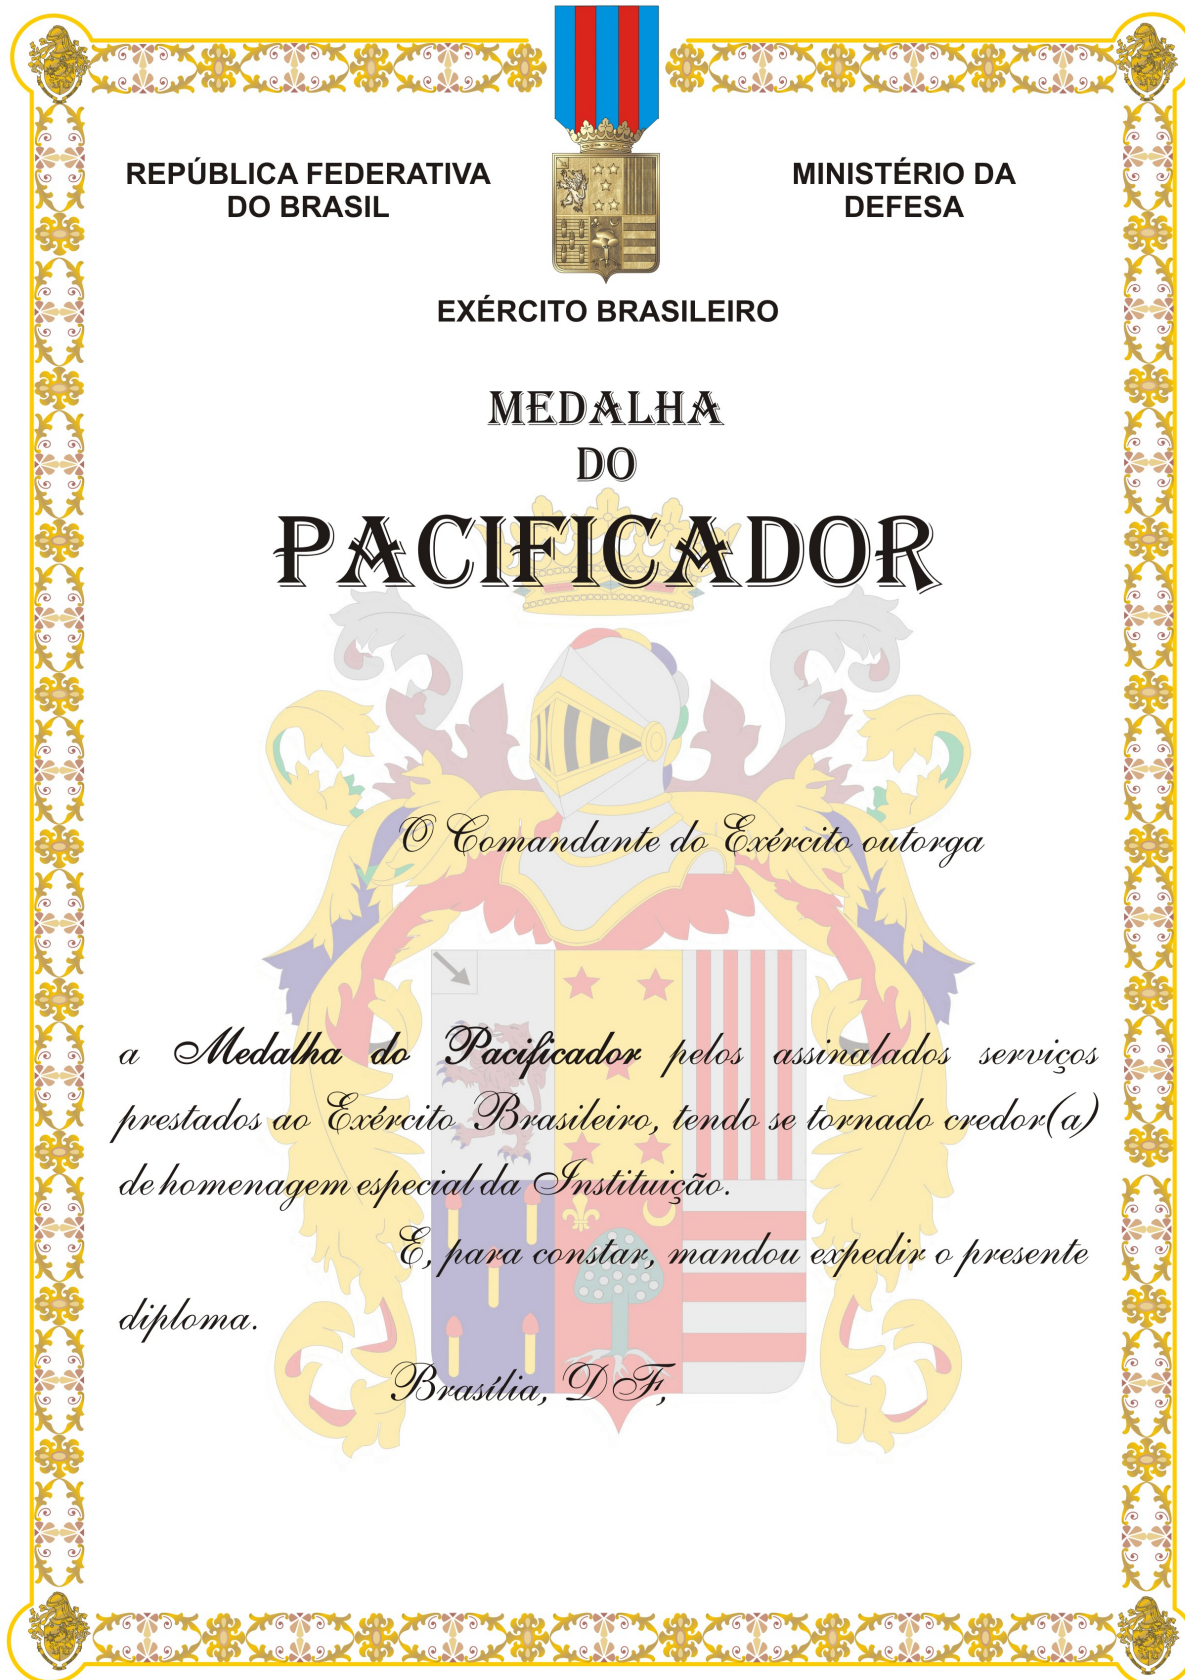 REPÚBLICA FEDERATIVA
DO BRASIL
MINISTÉRIO DA
DEFESA
EXÉRCITO BRASILEIRO
MEDALHA
DO
PACIFICADOR
O Comandante do Exército outorga
a Medalha do Pacificador pelos assinalados serviços
prestados ao Exército Brasileiro, tendo se tornado credor(a)
de homenagem especial da Instituição.
E, para constar, mandou expedir o presente
diploma.
Brasília, DF,